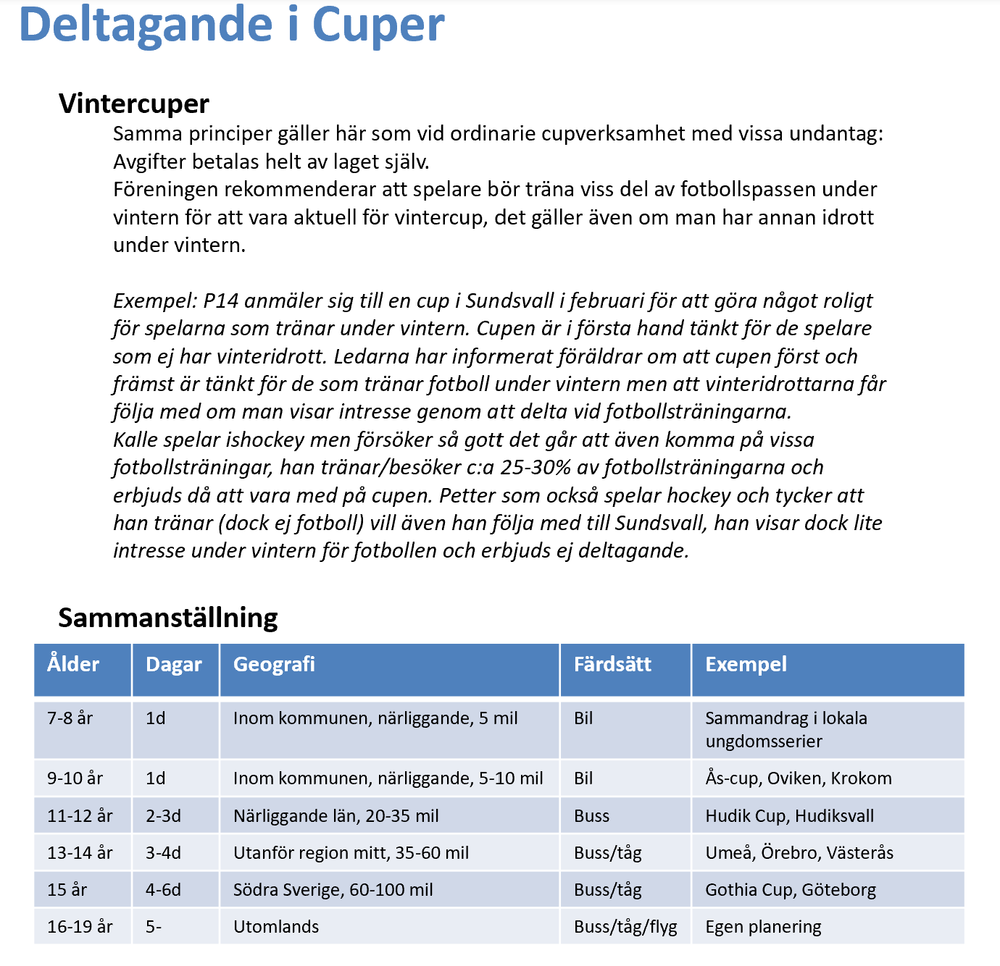 Deltagande i Cuper
Vintercuper
Samma principer gäller här som vid ordinarie cupverksamhet med vissa undantag:
Avgifter betalas helt av laget själv.
Föreningen rekommenderar att spelare bör träna viss del av fotbollspassen under
vintern för att vara aktuell för vintercup, det gäller även om man har annan idrott
under vintern.
Exempel: P14 anmäler sig till en cup i Sundsvall i februari för att göra något roligt
för spelarna som tränar under vintern. Cupen är i första hand tänkt för de spelare
som ej har vinteridrott. Ledarna har informerat föräldrar om att cupen först och
främst är tänkt för de som tränar fotboll under vintern men att vinteridrottarna får
följa med om man visar intresse genom att delta vid fotbollsträningarna.
Kalle spelar ishockey men försöker så gott det går att även komma på vissa
fotbollsträningar, han tränar/besöker c:a 25-30% av fotbollsträningarna och
erbjuds då att vara med på cupen. Petter som också spelar hockey och tycker att
han tränar (dock ej fotboll) vill även han följa med till Sundsvall, han visar dock lite
intresse under vintern för fotbollen och erbjuds ej deltagande.
Sammanställning
Ålder Dagar Geografi Färdsätt Exempel
7-8 år 1d Inom kommunen, närliggande, 5 mil Bil Sammandrag i lokala
ungdomsserier
9-10 år 1d Inom kommunen, närliggande, 5-10 mil Bil Ås-cup, Oviken, Krokom
11-12 år 2-3d Närliggande län, 20-35 mil Buss Hudik Cup, Hudiksvall
13-14 år 3-4d Utanför region mitt, 35-60 mil Buss/tåg Umeå, Örebro, Västerås
15 år 4-6d Södra Sverige, 60-100 mil Buss/tåg Gothia Cup, Göteborg
16-19 år 5- Utomlands Buss/tåg/flyg Egen planering